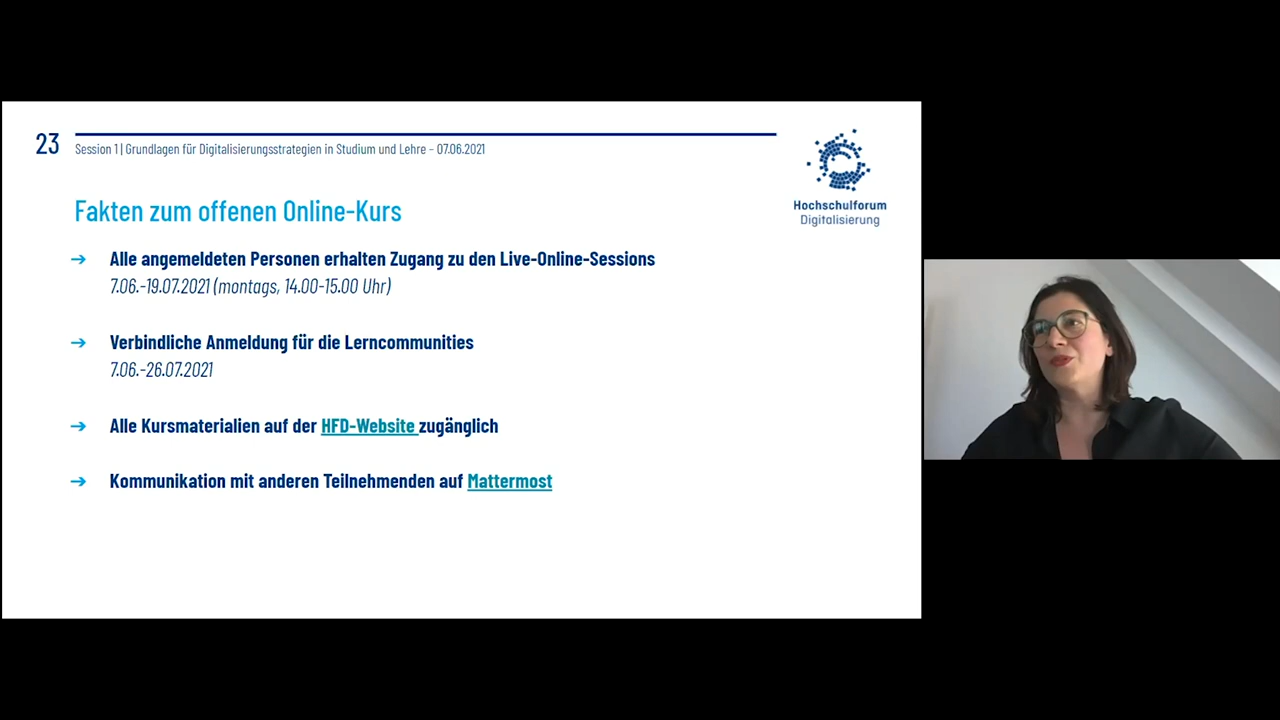 23
Session 1 | Grundlagen für Digitalisierungsstrategien in Studium und Lehre – 07.06.2021
Hochschulforum
Digitalisierung
Fakten zum offenen Online-Kurs
➔ Alle angemeldeten Personen erhalten Zugang zu den Live-Online-Sessions
7.06.-19.07.2021 (montags, 14.00-15.00 Uhr)
➔ Verbindliche Anmeldung für die Lerncommunities
7.06.-26.07.2021
➔ Alle Kursmaterialien auf der HFD-Website zugänglich
➔ Kommunikation mit anderen Teilnehmenden auf Mattermost